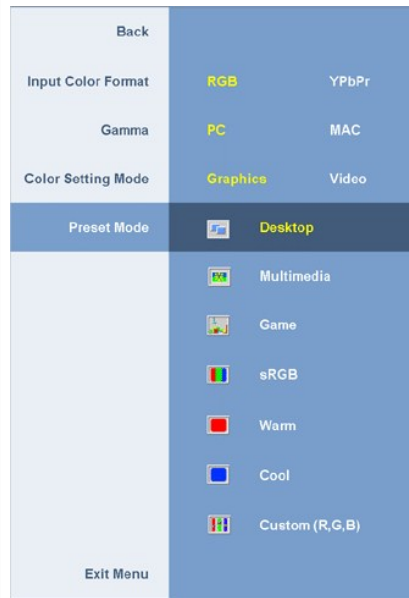 Back
Input Color Format RGB YPbPr
Gamma PC MAC
Color Setting Mode Graphics Video
Preset Mode Desktop
Multimedia
Game
sRGB
Warm
Cool
Custom (R,G,B)
Exit Menu